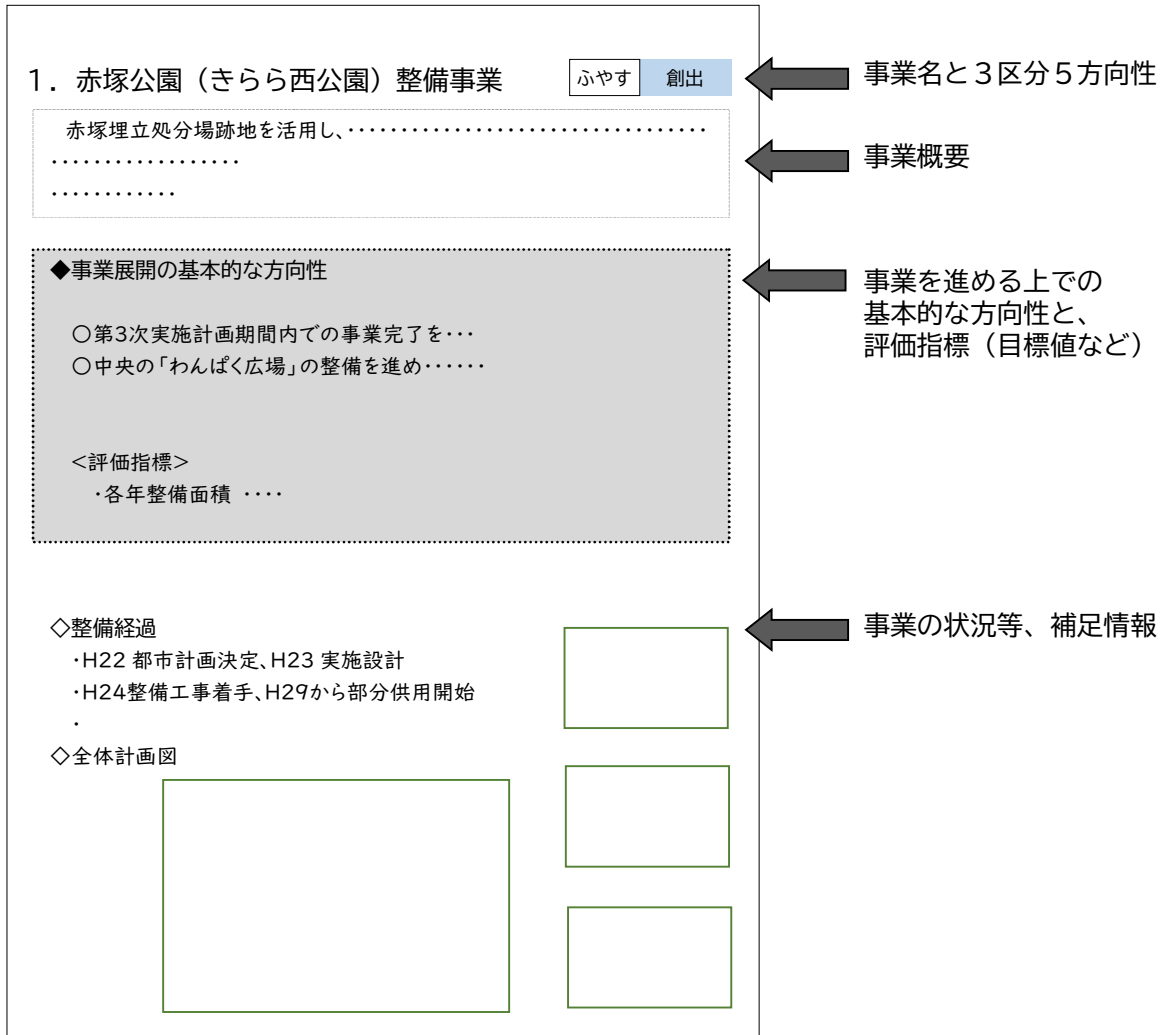 １．赤塚公園（きらら西公園）整備事業 ふやす 創出
事業名と３区分５方向性
赤塚埋立処分場跡地を活用し、・・・・・・・・・・・・・・・・・・・・・・・・・・・・・・・・・・
・・・・・・・・・・・・・・・・・・
・・・・・・・・・・・・
事業概要
◆事業展開の基本的な方向性
○第3次実施計画期間内での事業完了を・・・
○中央の「わんぱく広場」の整備を進め・・・・・・
<評価指標>
・各年整備面積 ・・・・
事業を進める上での
基本的な方向性と、
評価指標（目標値など）
◇整備経過
・H22 都市計画決定、H23 実施設計
・H24整備工事着手、H29から部分供用開始
・
◇全体計画図
事業の状況等、補足情報